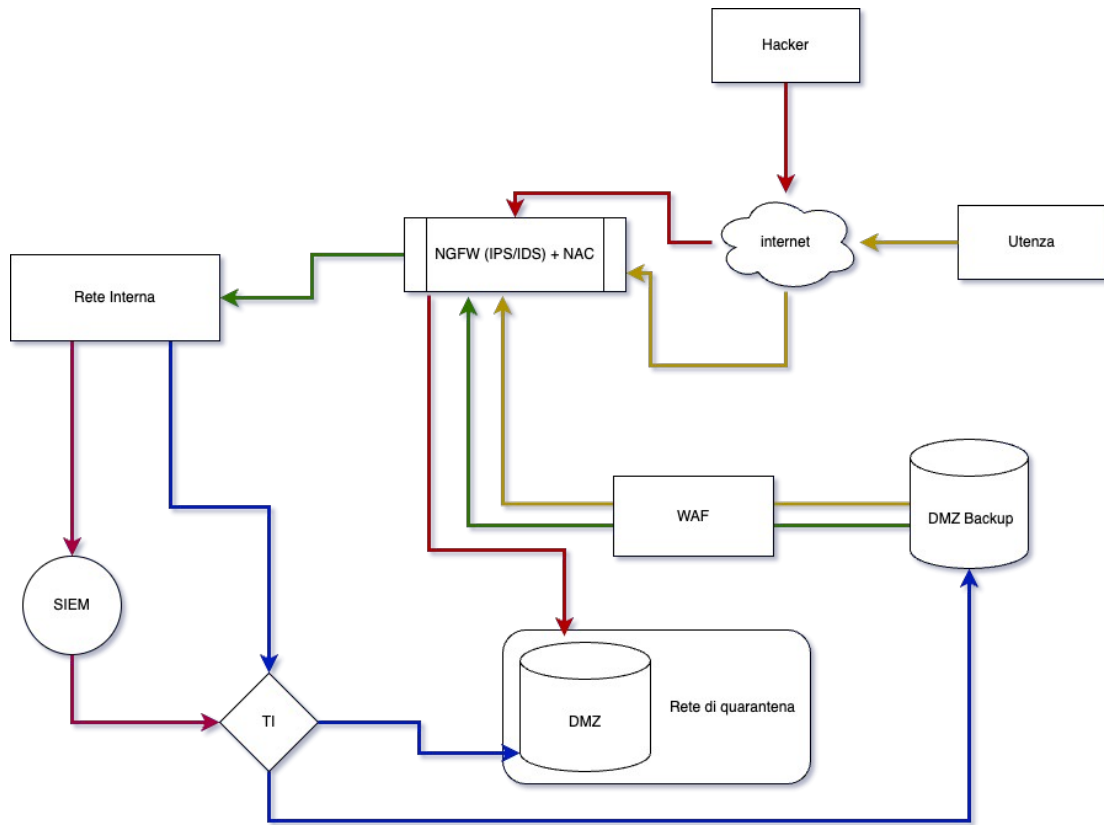 Hacker
internet
Utenza
NGFW (IPS/IDS) + NAC
Rete Interna
WAF
DMZ Backup
SIEM
TI
DMZ
Rete di quarantena